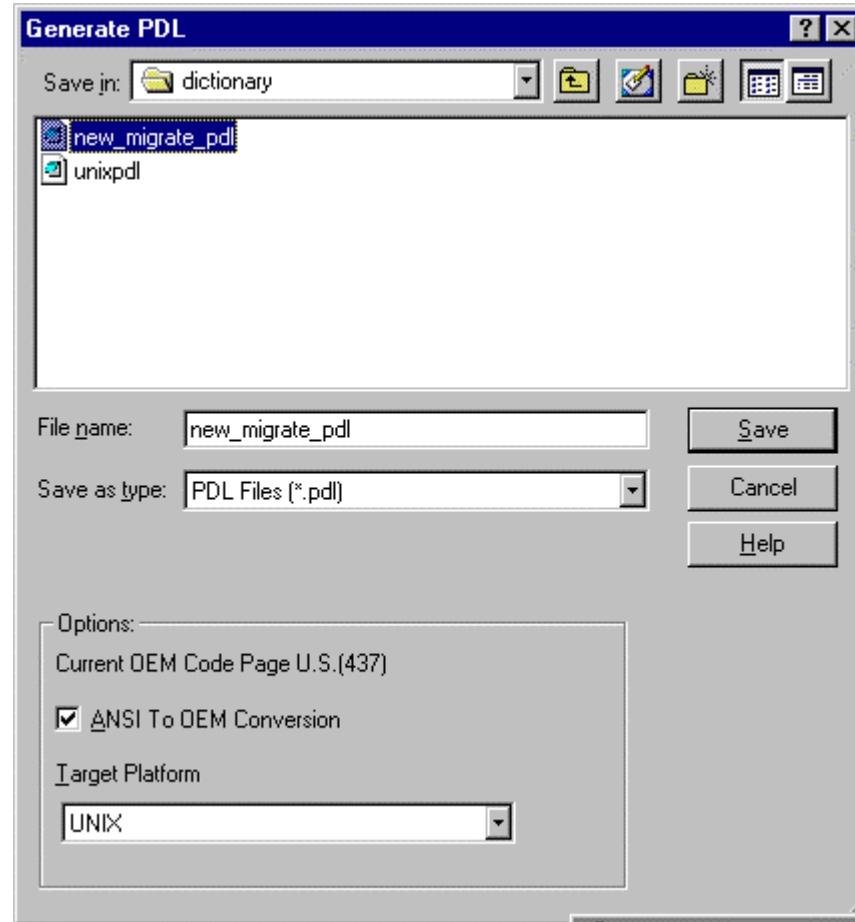 Generate PDL
Save in: dictionary
new_migrate_pdl
unixpdl
File name: new_migrate_pdl Save
Save as type: PDL Files (*.pdl) Cancel
Help
Options:
Current OEM Code Page U.S.(437)
ANSI To OEM Conversion
Target Platform
UNIX